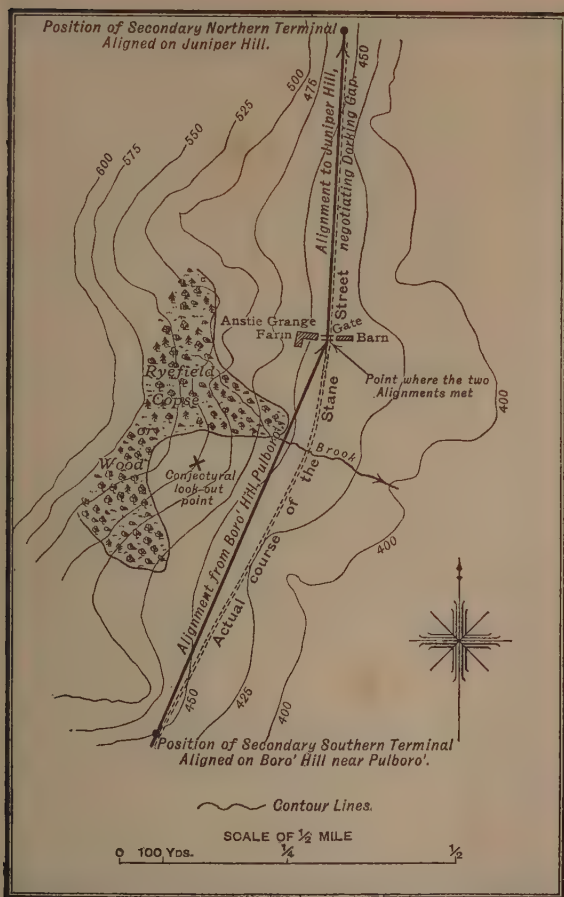 Position of Secondary Northern Terminal
Aligned on Juniper Hill.
450
500
475
525
550
575
600
Alignment to Juniper Hill,
negotiating Dorking Gap.
Stane Street
Anstie Grange
Farm
Gate
Barn
Point where the two
Alignments met
400
Ryefield
Copse
or
Wood
Conjectural
look-out
point
Brook
Alignment from Boro' Hill Pulboro'
Actual course of the
400
450
425
400
Position of Secondary Southern Terminal
Aligned on Boro' Hill near Pulboro'.
Contour Lines.
SCALE OF 1/2 MILE
0 100 YDS. 1/4 1/2